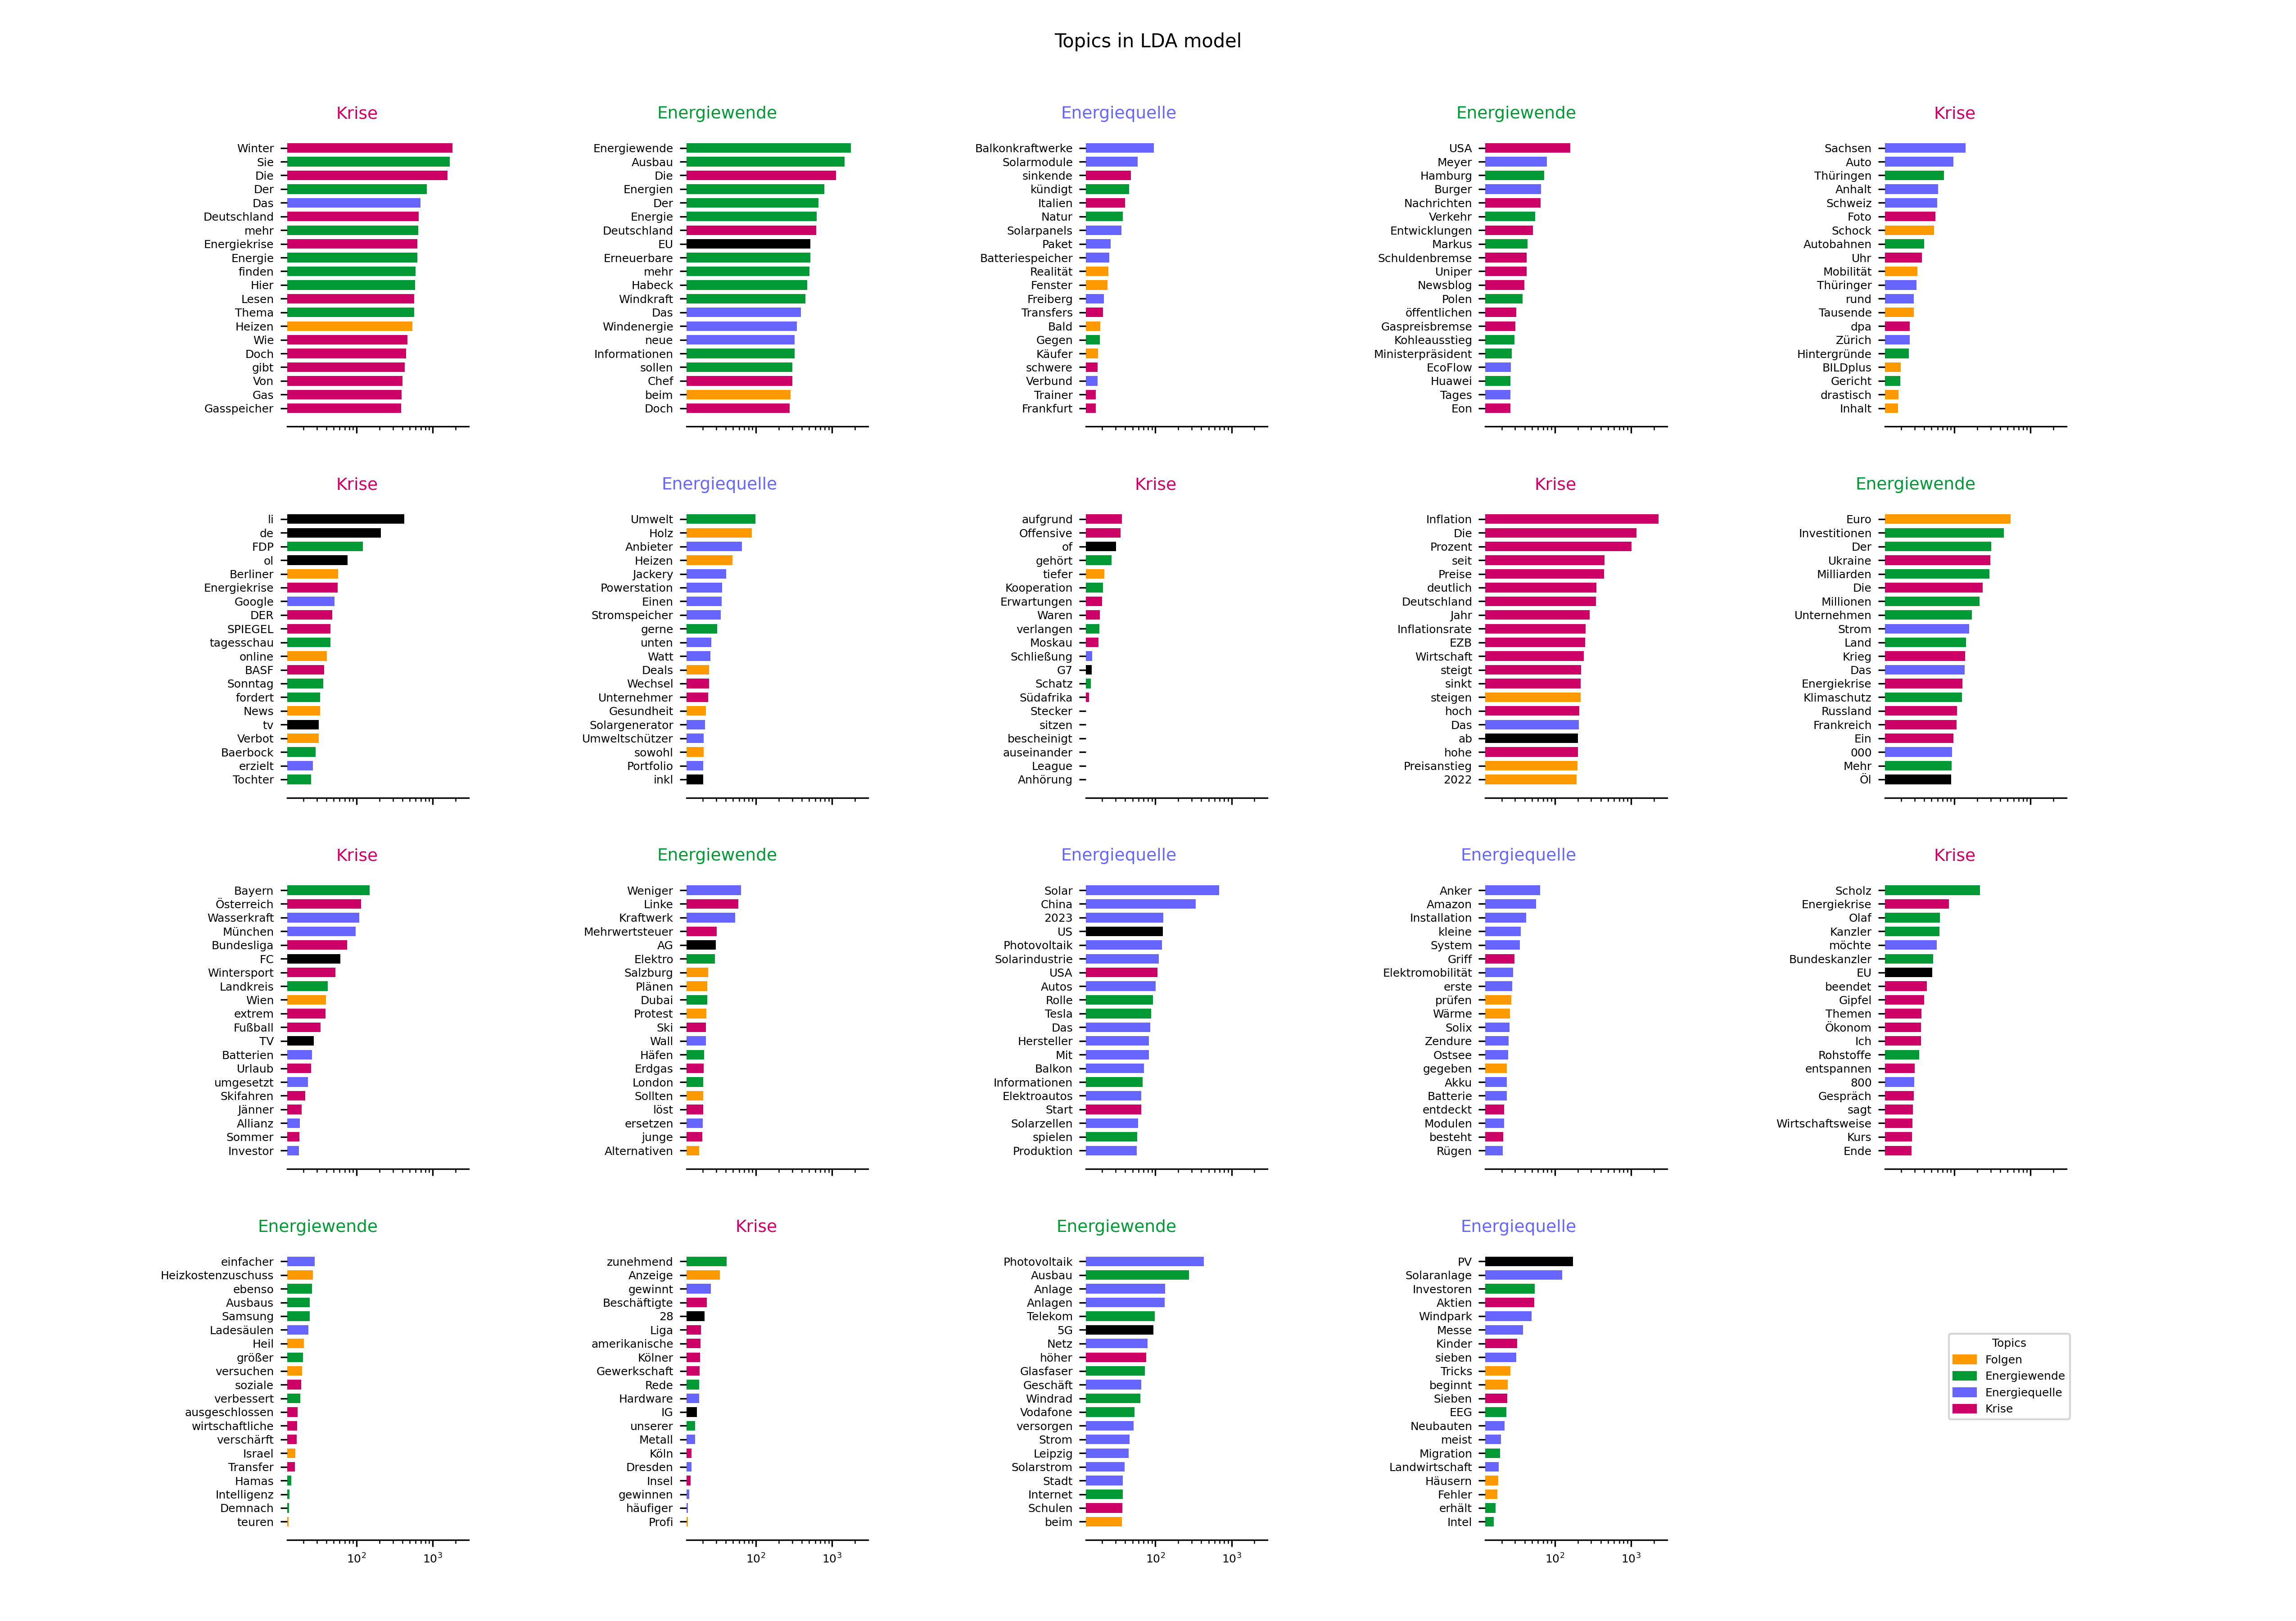 Topics in LDA model
Krise
Winter
Sie
Die
Der
Das
Deutschland
mehr
Energiekrise
Energie
finden
Hier
Lesen
Thema
Heizen
Wie
Doch
gibt
Von
Gas
Gasspeicher
Energiewende
Energiewende
Ausbau
Die
Energien
Der
Energie
Deutschland
EU
Erneuerbare
mehr
Habeck
Windkraft
Das
Windenergie
neue
Informationen
sollen
Chef
beim
Doch
Energiequelle
Balkonkraftwerke
Solarmodule
sinkende
kündigt
Italien
Natur
Solarpanels
Paket
Batteriespeicher
Realität
Fenster
Freiberg
Transfers
Bald
Gegen
Käufer
schwere
Verbund
Trainer
Frankfurt
Energiewende
USA
Meyer
Hamburg
Burger
Nachrichten
Verkehr
Entwicklungen
Markus
Schuldenbremse
Uniper
Newsblog
Polen
öffentlichen
Gaspreisbremse
Kohleausstieg
Ministerpräsident
EcoFlow
Huawei
Tages
Eon
Krise
Sachsen
Auto
Thüringen
Anhalt
Schweiz
Foto
Schock
Autobahnen
Uhr
Mobilität
Thüringer
rund
Tausende
dpa
Zürich
Hintergründe
BILDplus
Gericht
drastisch
Inhalt
Krise
li
de
FDP
ol
Berliner
Energiekrise
Google
DER
SPIEGEL
tagesschau
online
BASF
Sonntag
fordert
News
tv
Verbot
Baerbock
erzielt
Tochter
Energiequelle
Umwelt
Holz
Anbieter
Heizen
Jackery
Powerstation
Einen
Stromspeicher
gerne
unten
Watt
Deals
Wechsel
Unternehmer
Gesundheit
Solargenerator
Umweltschützer
sowohl
Portfolio
inkl
Krise
aufgrund
Offensive
of
gehört
tiefer
Kooperation
Erwartungen
Waren
verlangen
Moskau
Schließung
G7
Schatz
Südafrika
Stecker
sitzen
bescheinigt
auseinander
League
Anhörung
Krise
Inflation
Die
Prozent
seit
Preise
deutlich
Deutschland
Jahr
Inflationsrate
EZB
Wirtschaft
steigt
sinkt
steigen
hoch
Das
ab
hohe
Preisanstieg
2022
Energiewende
Euro
Investitionen
Der
Ukraine
Milliarden
Die
Millionen
Unternehmen
Strom
Land
Krieg
Das
Energiekrise
Klimaschutz
Russland
Frankreich
Ein
000
Mehr
Öl
Krise
Bayern
Österreich
Wasserkraft
München
Bundesliga
FC
Wintersport
Landkreis
Wien
extrem
Fußball
TV
Batterien
Urlaub
umgesetzt
Skifahren
Jänner
Allianz
Sommer
Investor
Energiewende
Weniger
Linke
Kraftwerk
Mehrwertsteuer
AG
Elektro
Salzburg
Plänen
Dubai
Protest
Ski
Wall
Häfen
Erdgas
London
Sollten
löst
ersetzen
junge
Alternativen
Energiequelle
Solar
China
2023
US
Photovoltaik
Solarindustrie
USA
Autos
Rolle
Tesla
Das
Hersteller
Mit
Balkon
Informationen
Elektroautos
Start
Solarzellen
spielen
Produktion
Energiequelle
Anker
Amazon
Installation
kleine
System
Griff
Elektromobilität
erste
prüfen
Wärme
Solix
Zendure
Ostsee
gegeben
Akku
Batterie
entdeckt
Modulen
besteht
Rügen
Krise
Scholz
Energiekrise
Olaf
Kanzler
möchte
Bundeskanzler
EU
beendet
Gipfel
Themen
Ökonom
Ich
Rohstoffe
entspannen
800
Gespräch
sagt
Wirtschaftsweise
Kurs
Ende
Energiewende
einfacher
Heizkostenzuschuss
ebenso
Ausbaus
Samsung
Ladesäulen
Heil
größer
versuchen
soziale
verbessert
ausgeschlossen
wirtschaftliche
verschärft
Israel
Transfer
Hamas
Intelligenz
Demnach
teuren
10² 10³
Krise
zunehmend
Anzeige
gewinnt
Beschäftigte
28
Liga
amerikanische
Kölner
Gewerkschaft
Rede
Hardware
IG
unserer
Metall
Köln
Dresden
Insel
gewinnen
häufiger
Profi
10² 10³
Energiewende
Photovoltaik
Ausbau
Anlage
Anlagen
Telekom
5G
Netz
höher
Glasfaser
Geschäft
Windrad
Vodafone
versorgen
Strom
Leipzig
Solarstrom
Stadt
Internet
Schulen
beim
10² 10³
Energiequelle
PV
Solaranlage
Investoren
Aktien
Windpark
Messe
Kinder
sieben
Tricks
beginnt
Sieben
EEG
Neubauten
meist
Migration
Landwirtschaft
Häusern
Fehler
erhält
Intel
10² 10³
Topics
Folgen
Energiewende
Energiequelle
Krise